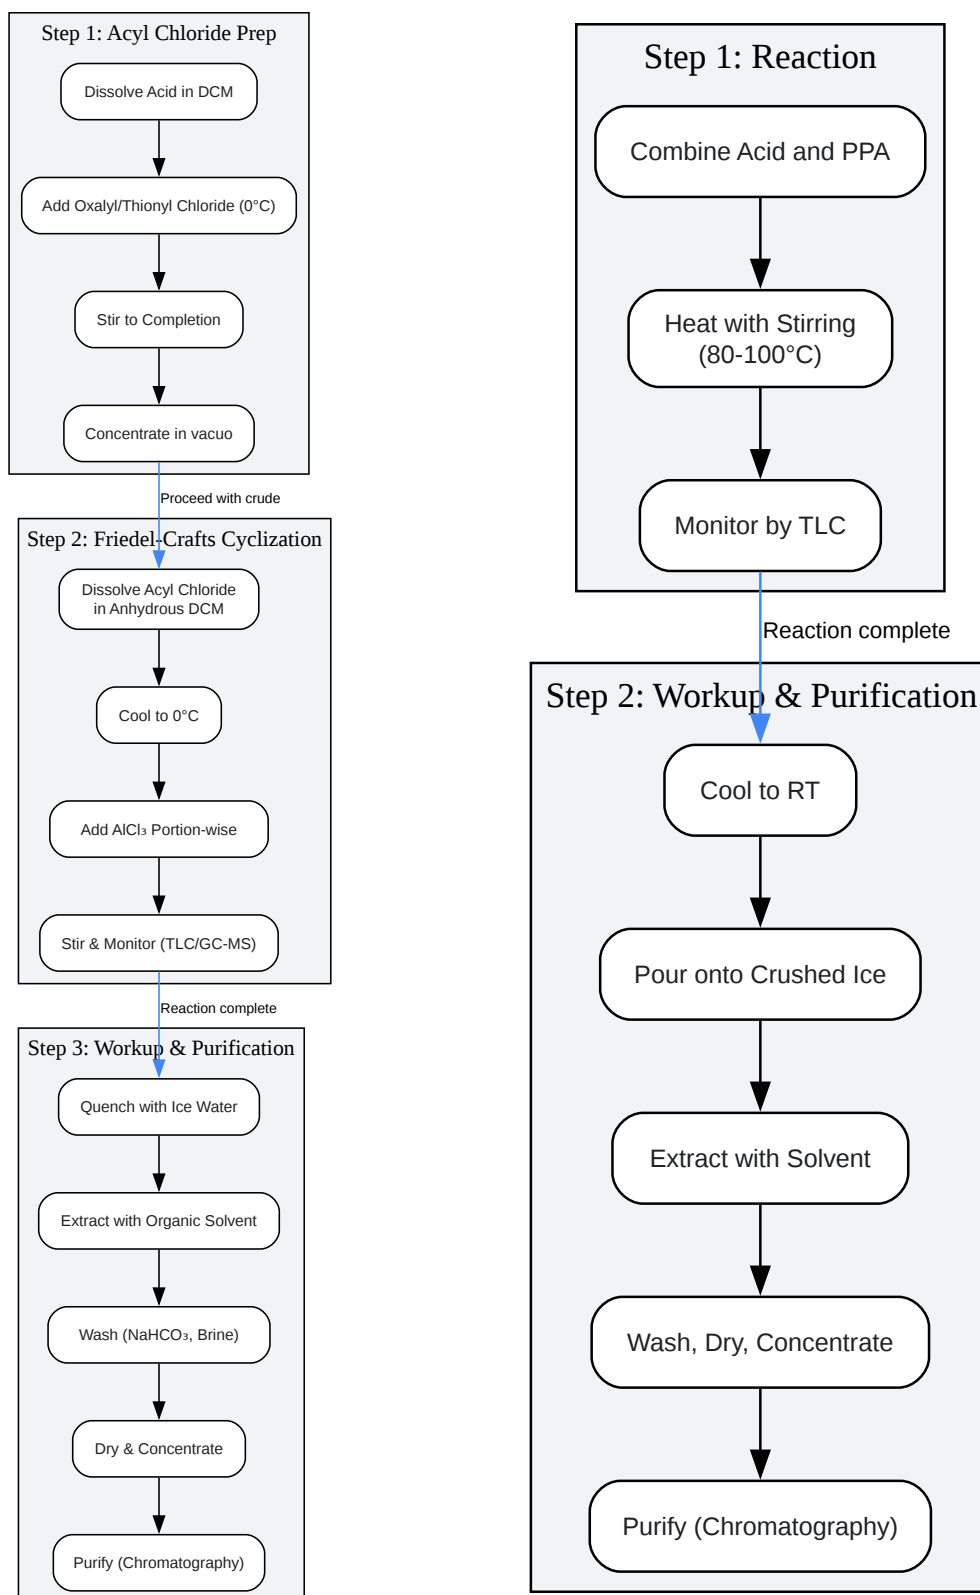 Step 1: Acyl Chloride Prep
Dissolve Acid in DCM
Add Oxalyl/Thionyl Chloride (0°C)
Stir to Completion
Concentrate in vacuo
Proceed with crude
Step 2: Friedel-Crafts Cyclization
Dissolve Acyl Chloride
in Anhydrous DCM
Cool to 0°C
Add AlCl₃ Portion-wise
Stir & Monitor (TLC/GC-MS)
Reaction complete
Step 3: Workup & Purification
Quench with Ice Water
Extract with Organic Solvent
Wash (NaHCO₃, Brine)
Dry & Concentrate
Purify (Chromatography)
Step 1: Reaction
Combine Acid and PPA
Heat with Stirring
(80-100°C)
Monitor by TLC
Reaction complete
Step 2: Workup & Purification
Cool to RT
Pour onto Crushed Ice
Extract with Solvent
Wash, Dry, Concentrate
Purify (Chromatography)